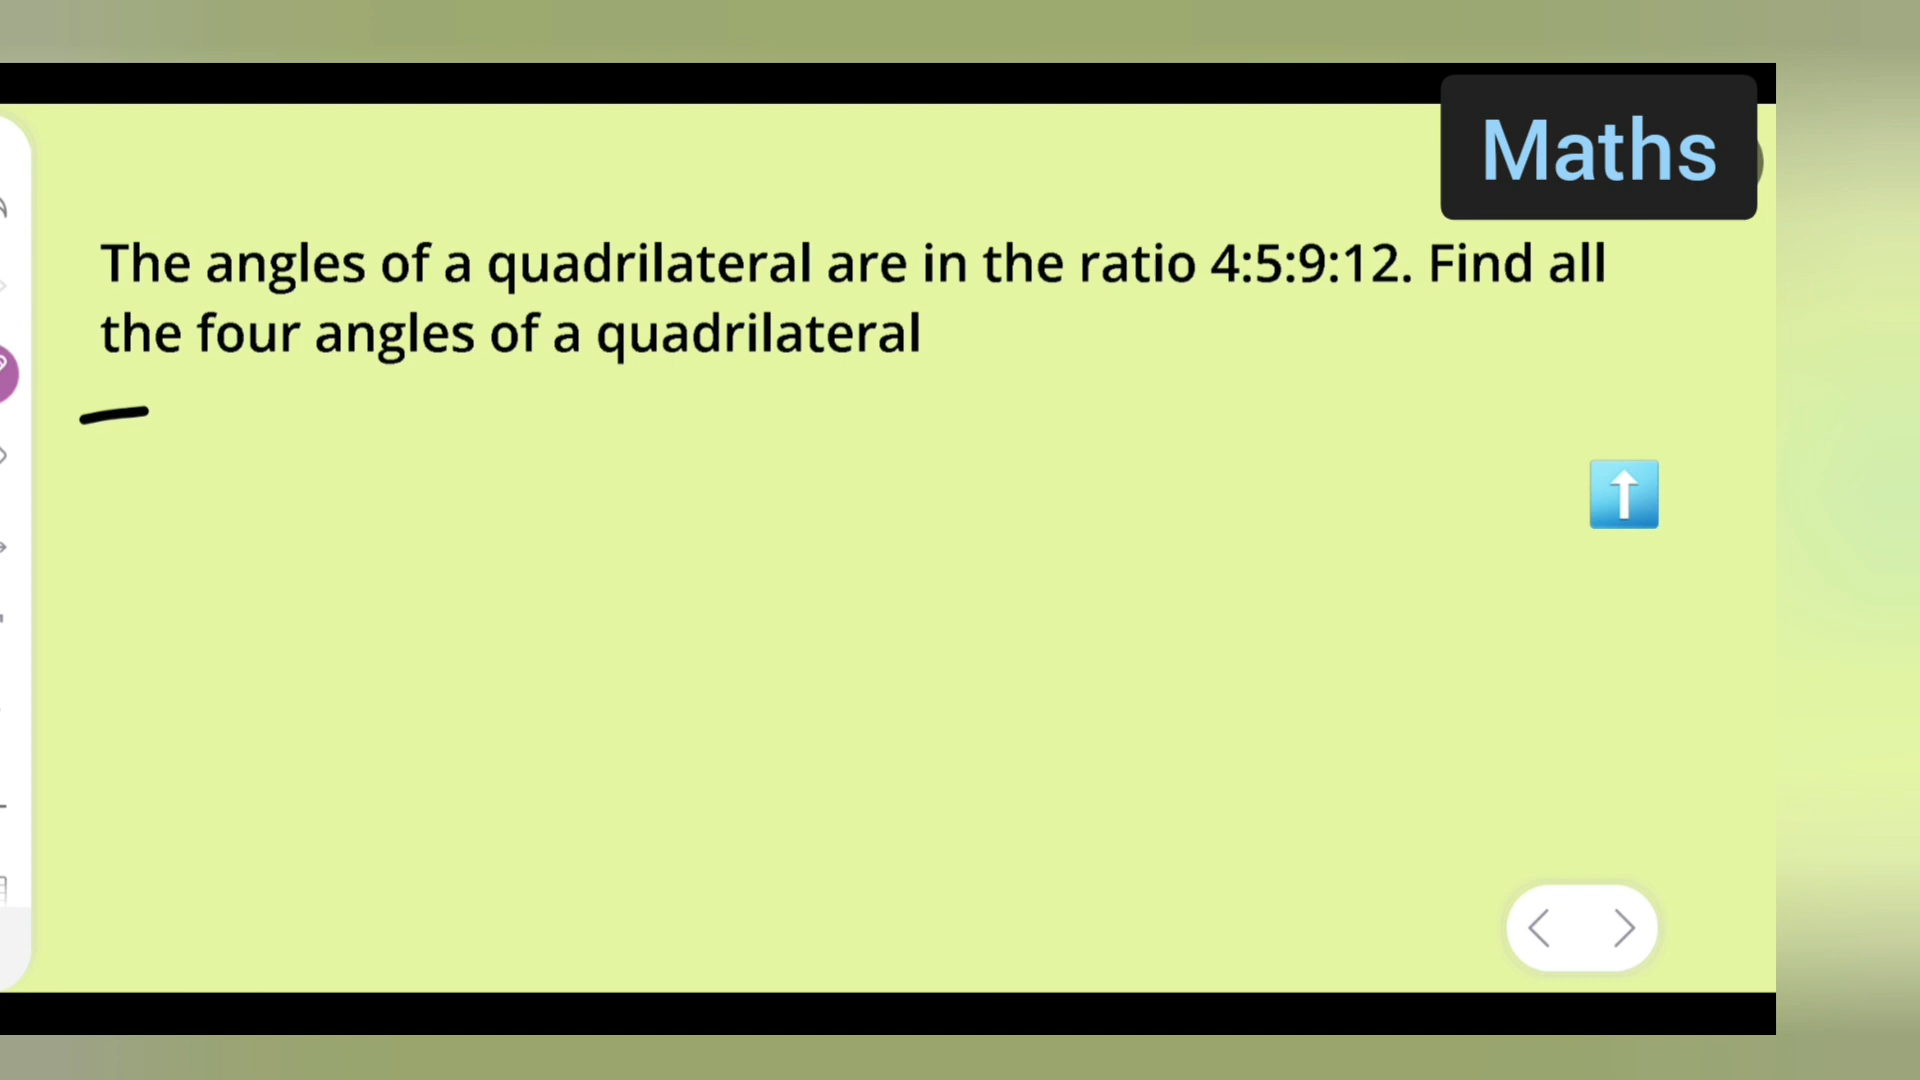 Maths
The angles of a quadrilateral are in the ratio 4:5:9:12. Find all
the four angles of a quadrilateral